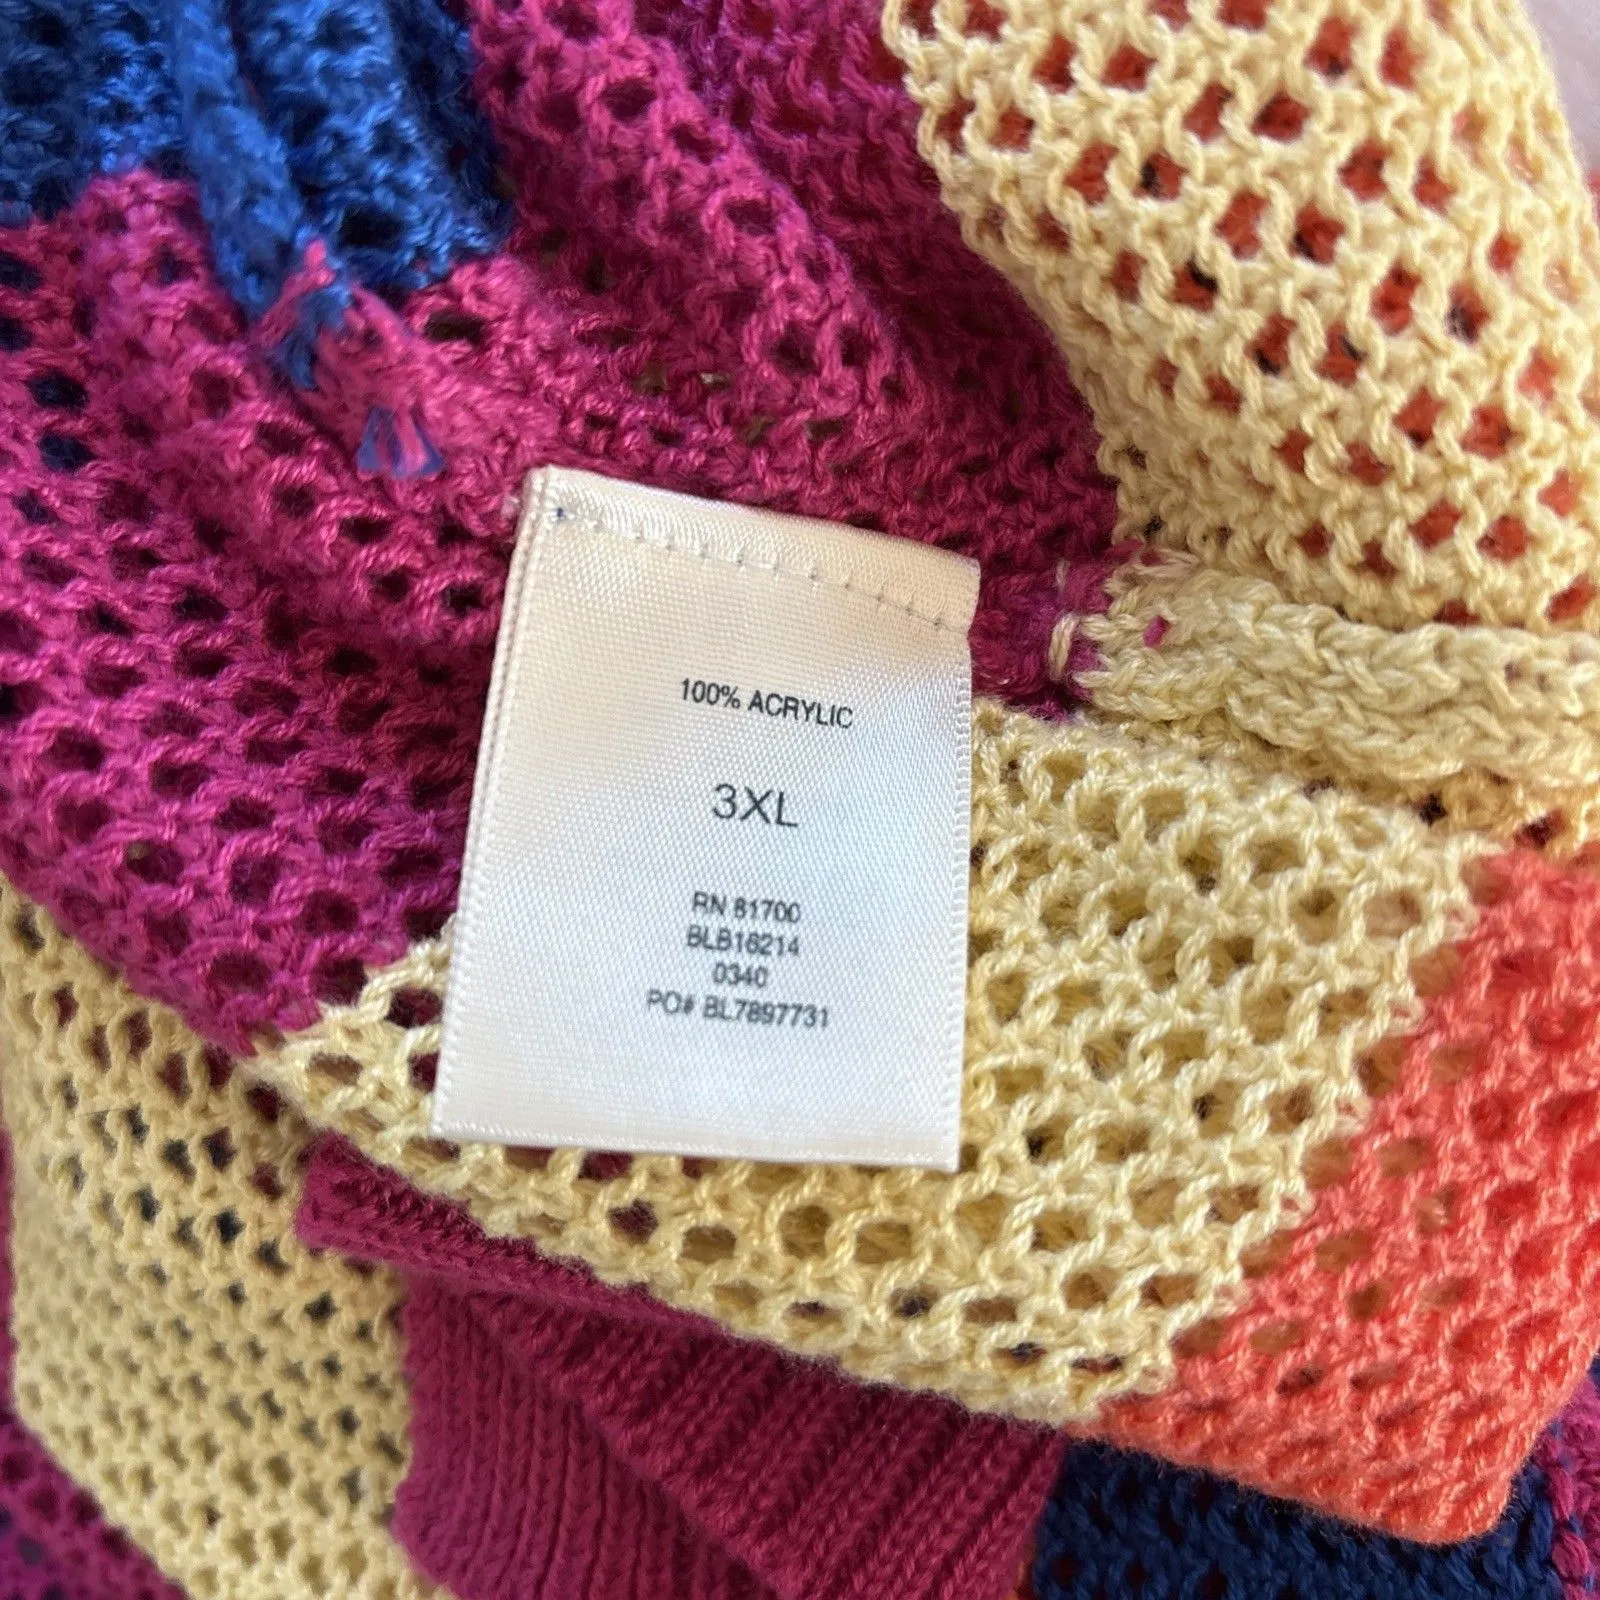 100% ACRYLIC
3XL
RN 81700
BLB16214
0340
PO# BL7897731